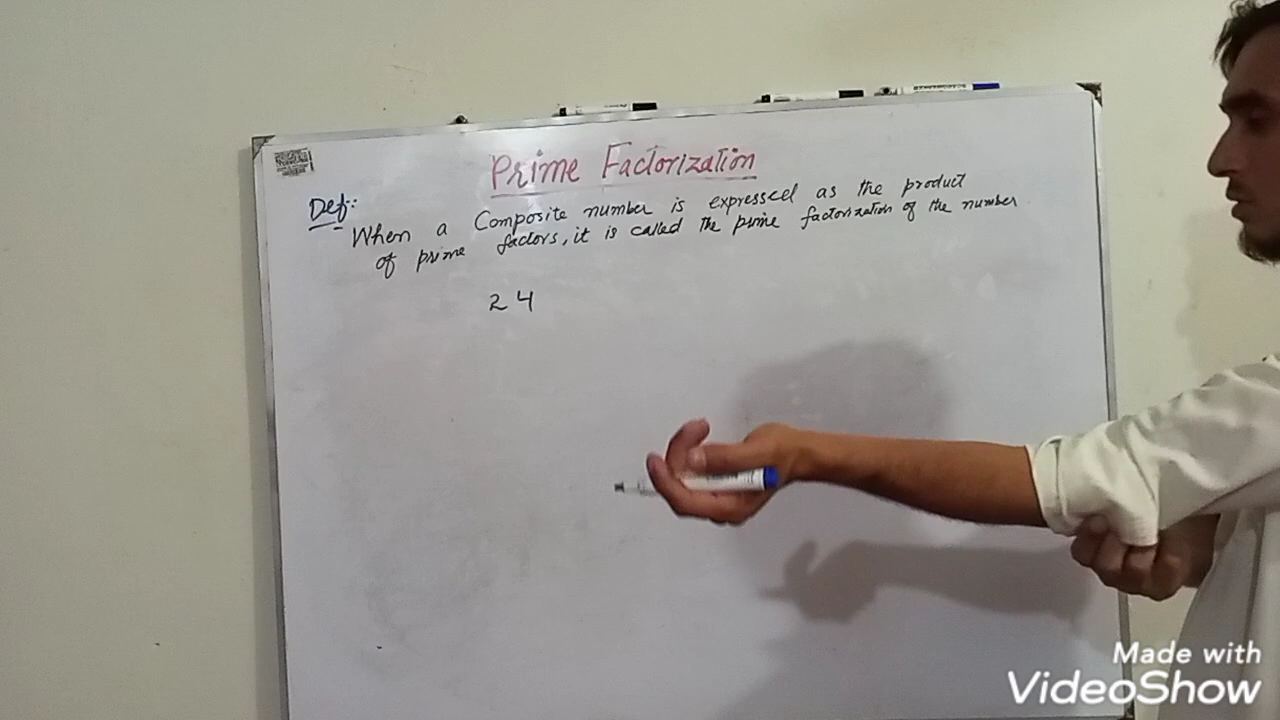 Prime Factorization
Def:
When a Composite number is expressed as the product
of prime factors, it is called the prime factorization of the number
24
Made with
VideoShow